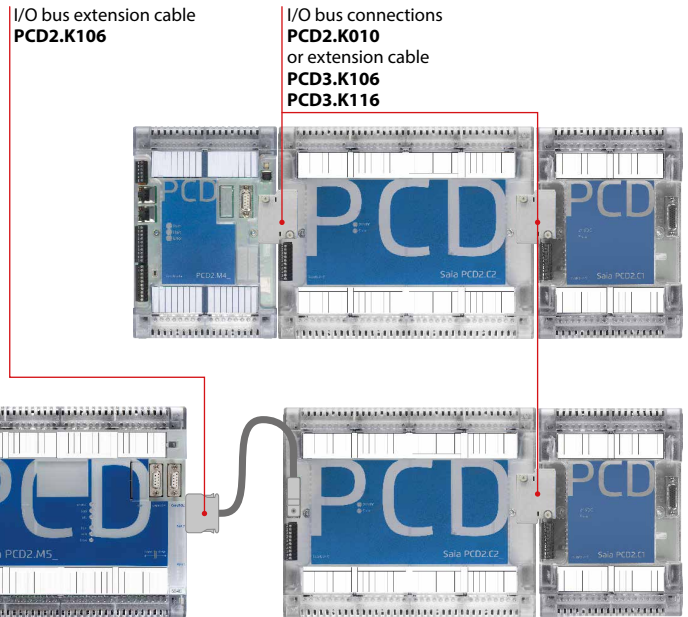 I/O bus extension cable
PCD2.K106
I/O bus connections
PCD2.K010
or extension cable
PCD3.K106
PCD3.K116
PCD
PCD2.M4_
PCD
Saia PCD2.C2
PCD
Saia PCD2.C1
PCD
PCD2.M5_
PCD
Saia PCD2.C2
PCD
Saia PCD2.C1